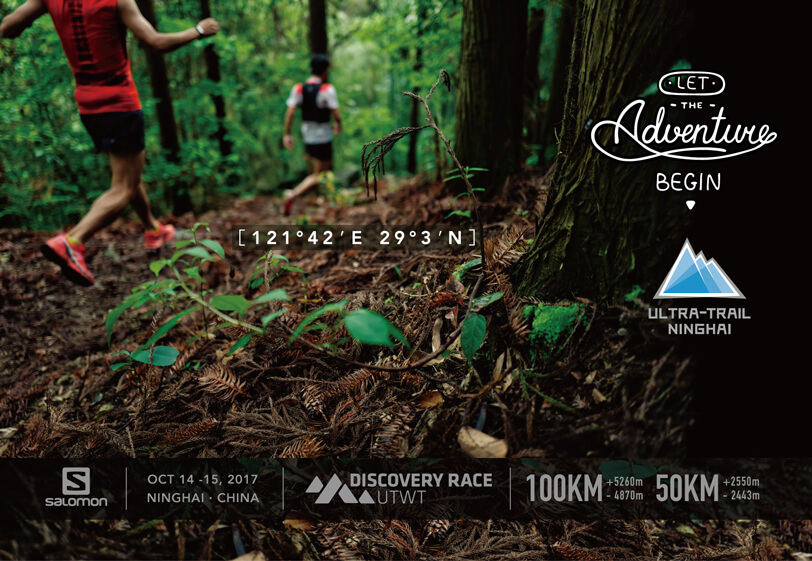 LET
THE
Adventure
BEGIN
[121°42′E 29°3′N]
ULTRA-TRAIL
NINGHAI
S
SALOMON
OCT 14 -15, 2017
NINGHAI · CHINA
DISCOVERY RACE
UTWT
100KM +5260m
- 4870m
50KM +2550m
- 2443m